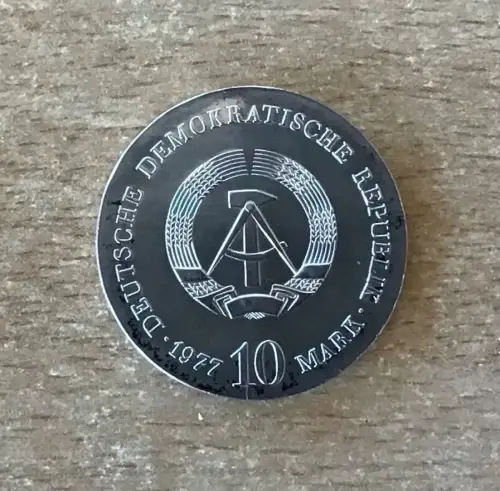 DEUTSCHE DEMOKRATISCHE REPUBLIK
· 1977 10 MARK ·